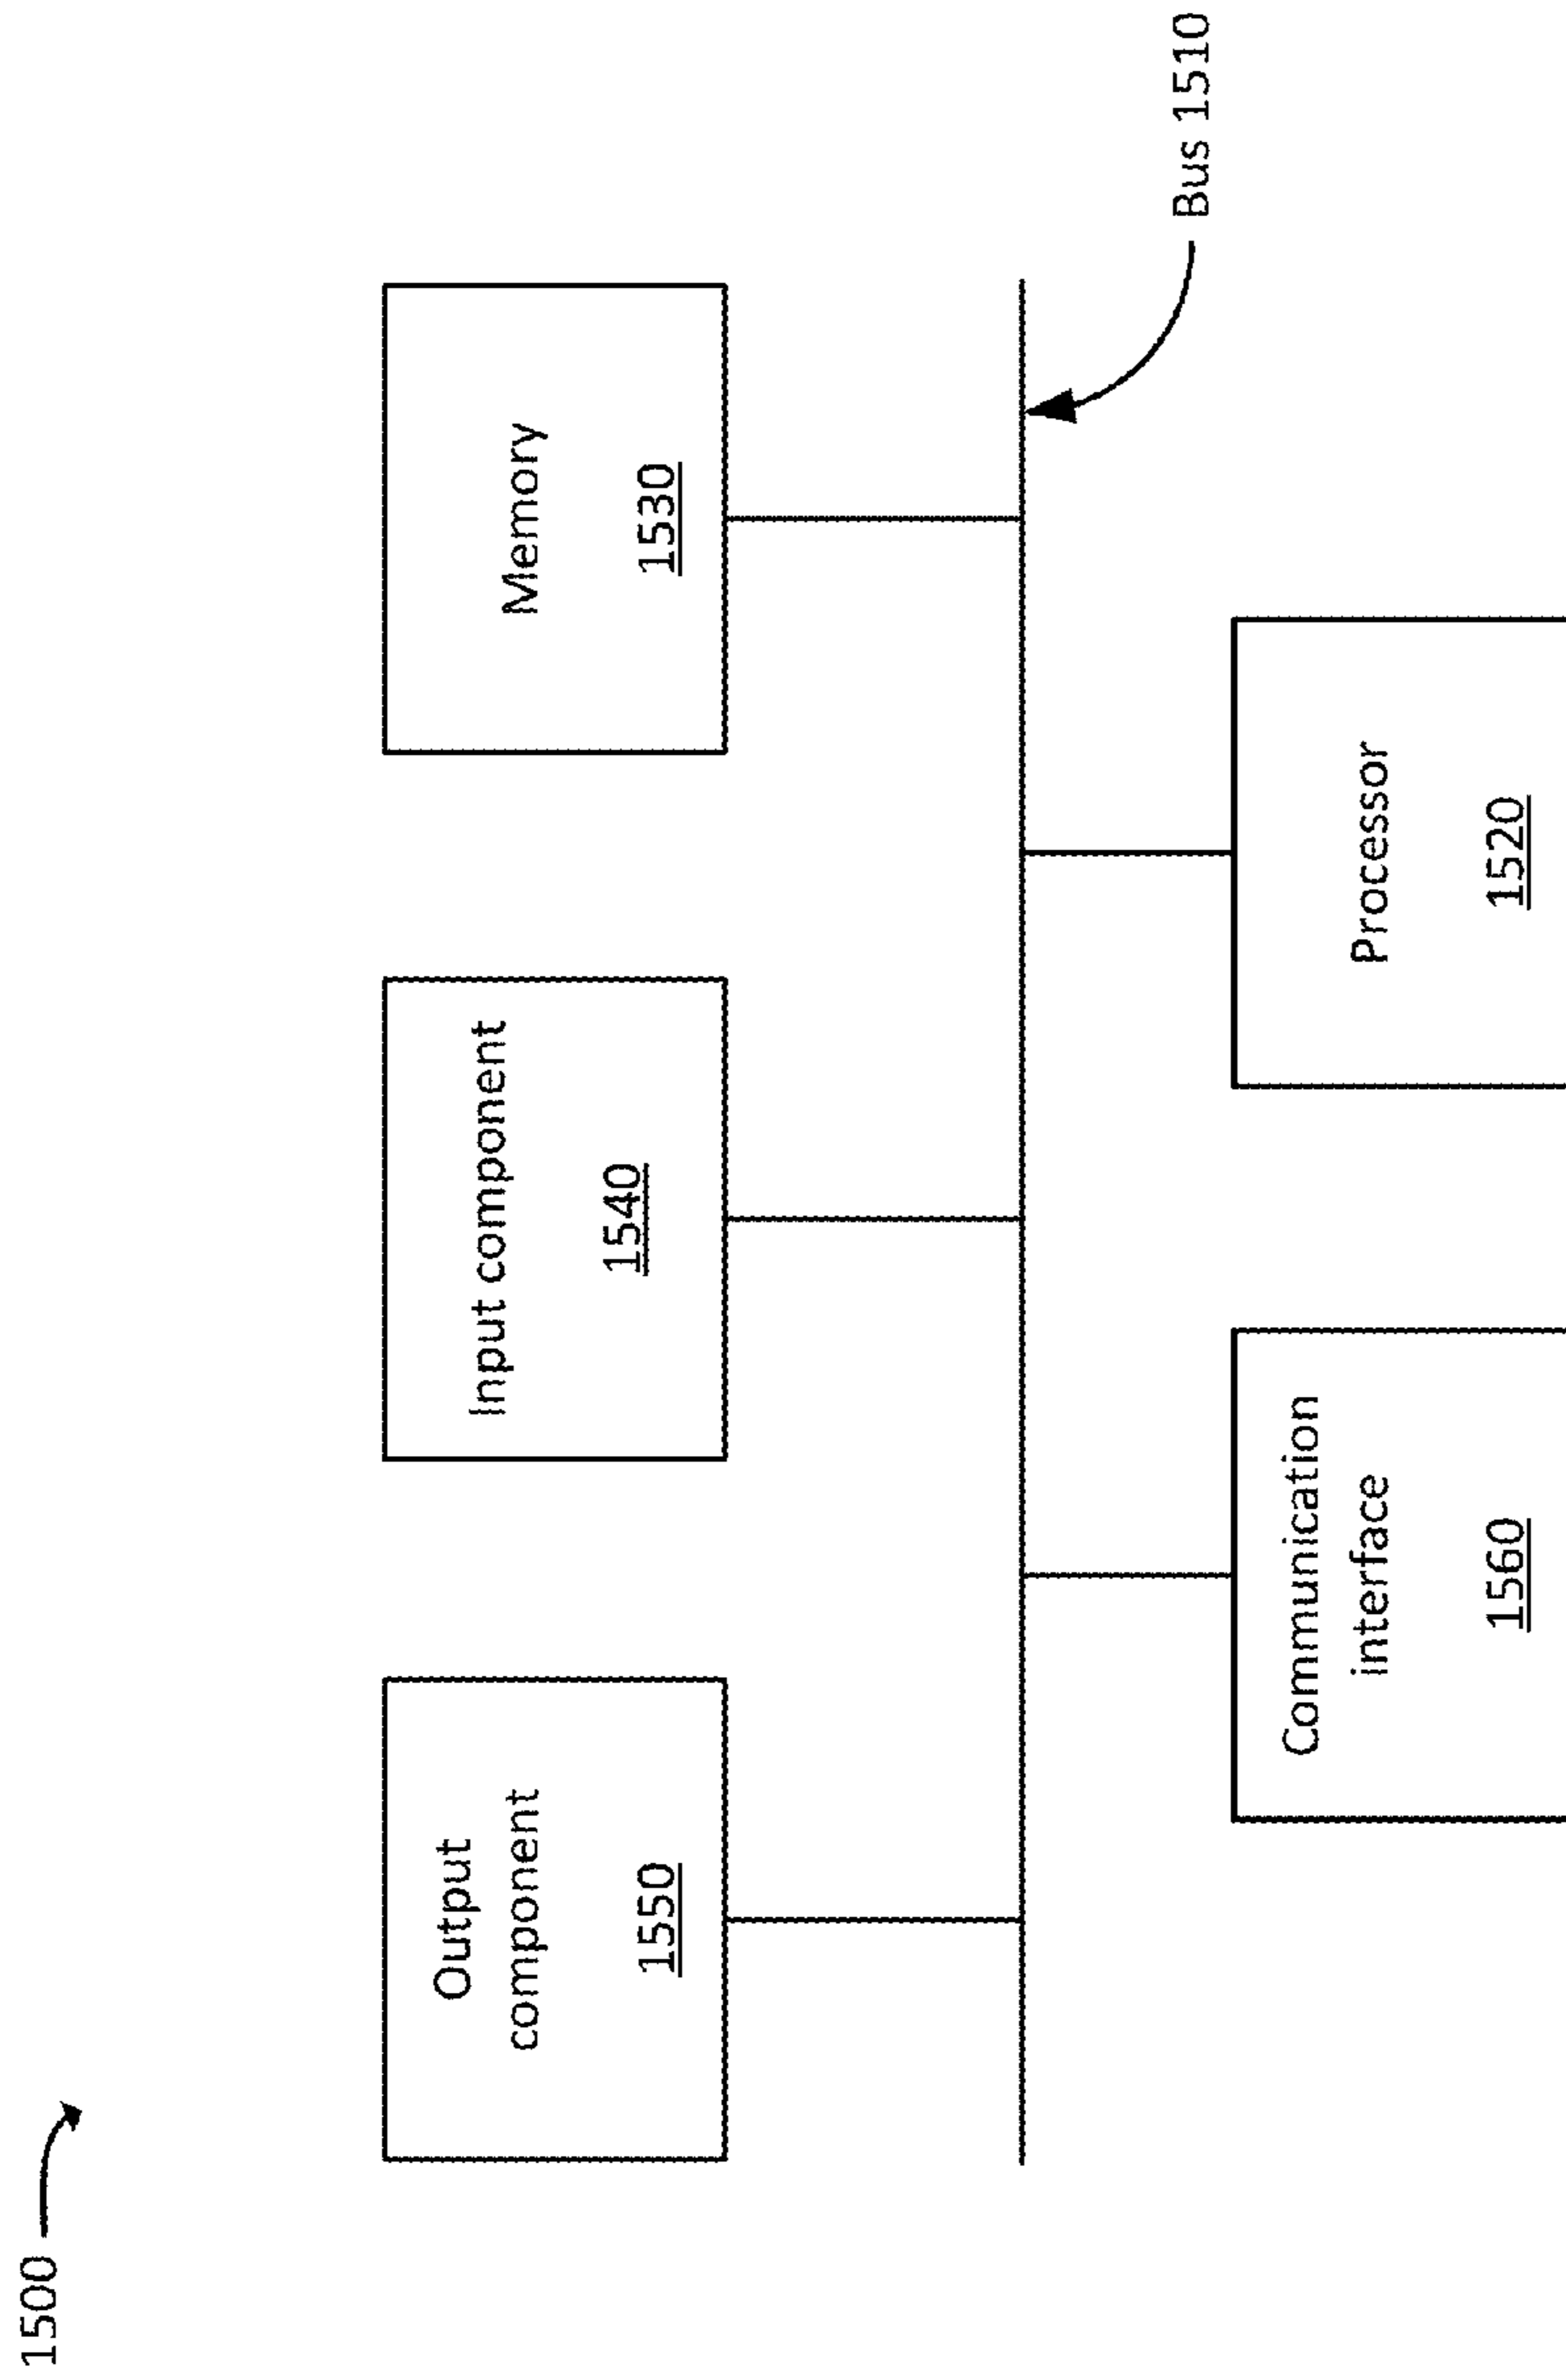 1500
Output
component
1550
Input component
1540
Memory
1530
Bus 1510
Communication
interface
1560
Processor
1520